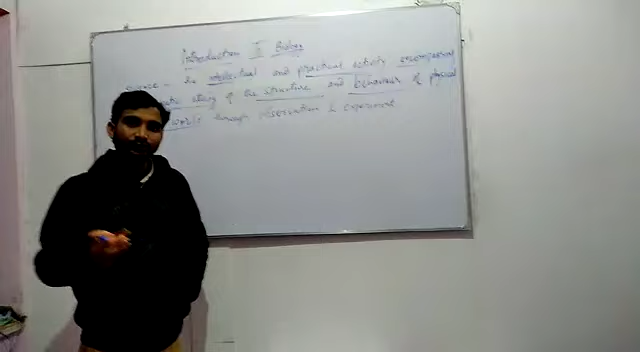 Introduction To Biology
Science - The intellectual and practical activity encompassing
study of the structure and behaviour of physical
world through observation & experiment